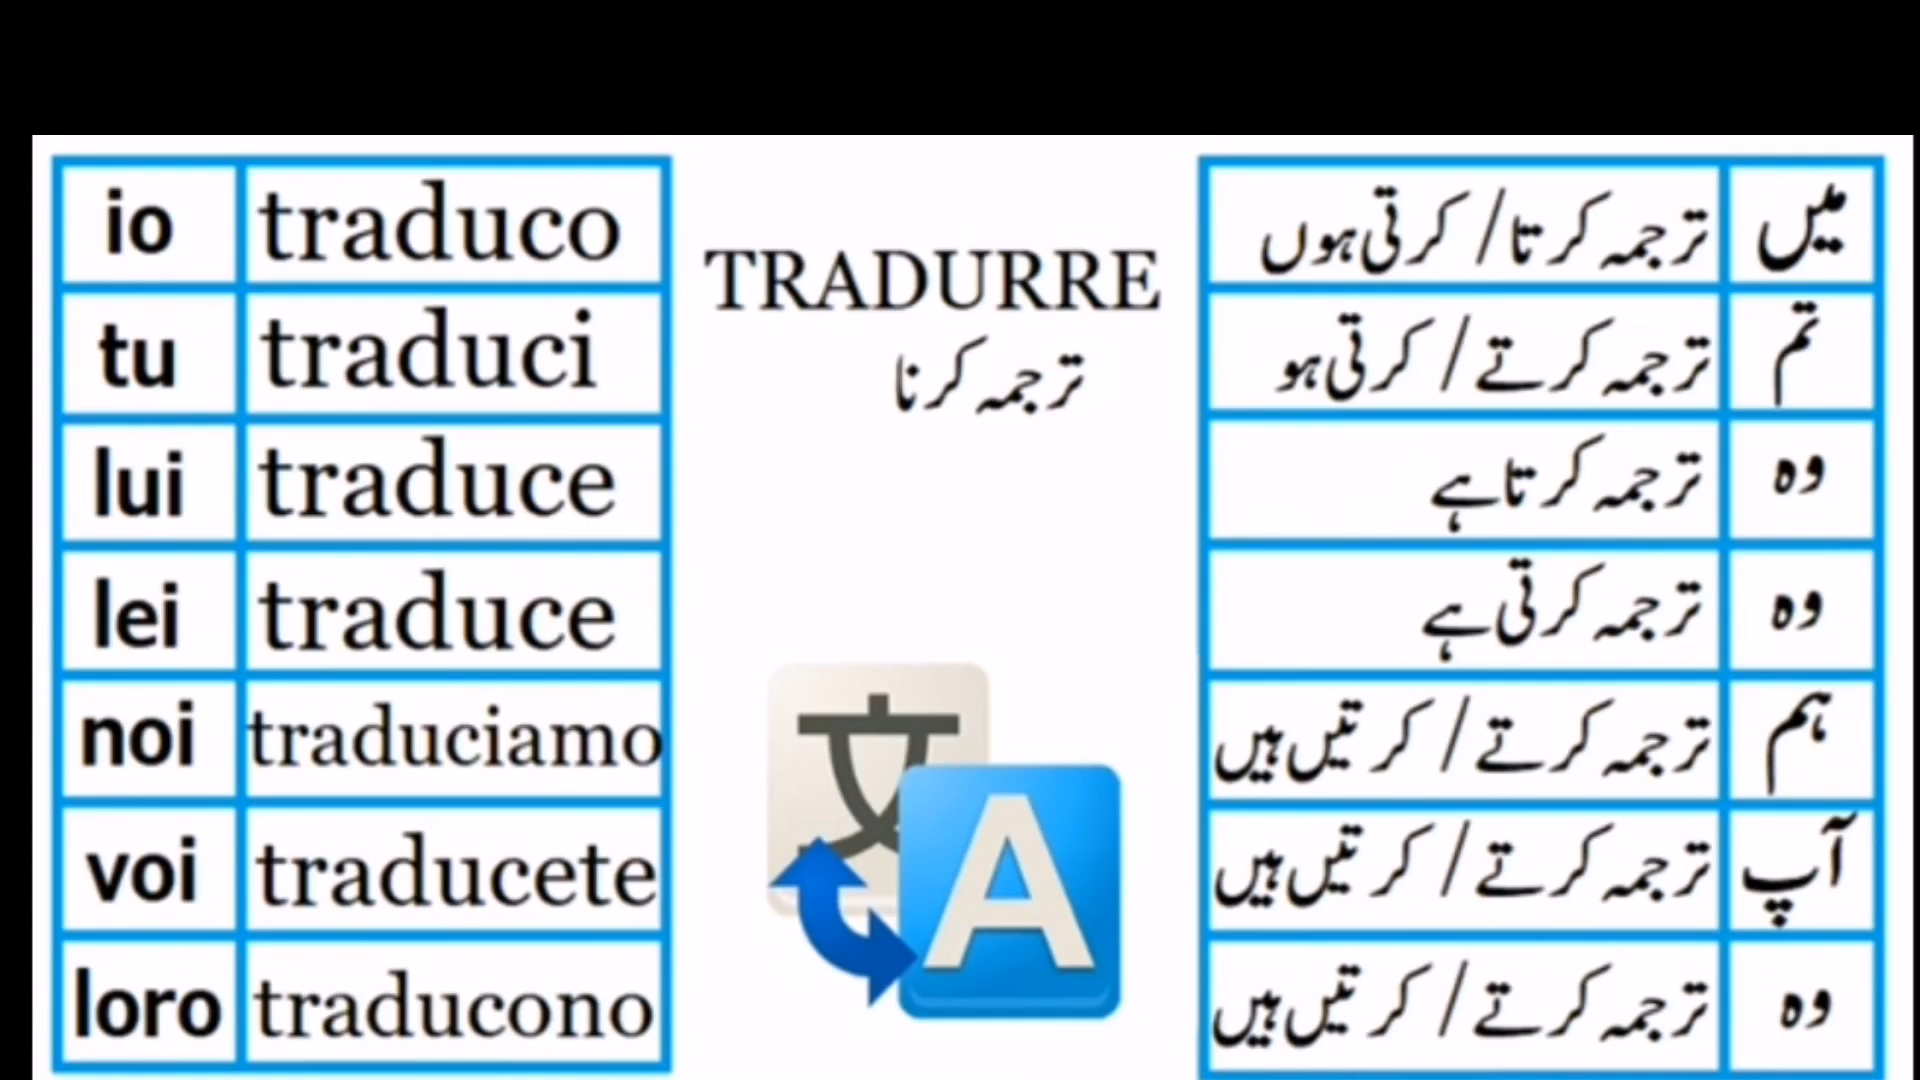 io traduco
tu traduci
lui traduce
lei traduce
noi traduciamo
voi traducete
loro traducono
TRADURRE
ترجمہ کرنا
文
A
میں ترجمہ کرتا / کرتی ہوں
تم ترجمہ کرتے / کرتی ہو
وہ ترجمہ کرتا ہے
وہ ترجمہ کرتی ہے
ہم ترجمہ کرتے / کرتیں ہیں
آپ ترجمہ کرتے / کرتیں ہیں
وہ ترجمہ کرتے / کرتیں ہیں